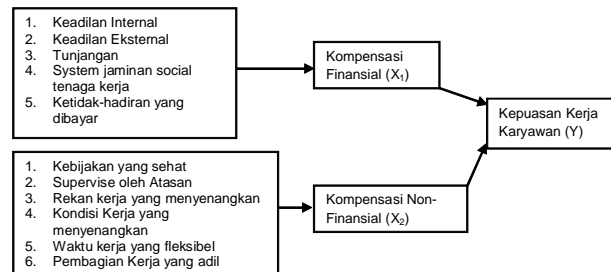 1. Keadilan Internal
2. Keadilan Eksternal
3. Tunjangan
4. System jaminan social
tenaga kerja
5. Ketidak-hadiran yang
dibayar
Kompensasi
Finansial (X₁)
Kepuasan Kerja
Karyawan (Y)
1. Kebijakan yang sehat
2. Supervise oleh Atasan
3. Rekan kerja yang menyenangkan
4. Kondisi Kerja yang
menyenangkan
5. Waktu kerja yang fleksibel
6. Pembagian Kerja yang adil
Kompensasi Non-
Finansial (X₂)